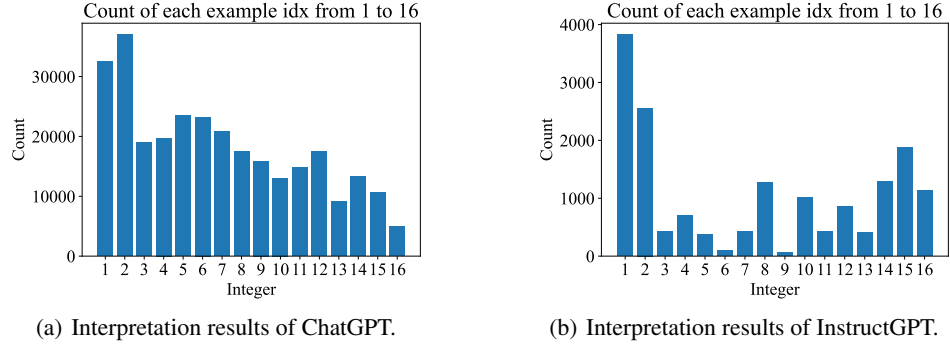 Count of each example idx from 1 to 16
30000
20000
10000
0
Count
1 2 3 4 5 6 7 8 9 10 11 12 13 14 15 16
Integer
(a) Interpretation results of ChatGPT.
Count of each example idx from 1 to 16
4000
3000
2000
1000
0
Count
1 2 3 4 5 6 7 8 9 10 11 12 13 14 15 16
Integer
(b) Interpretation results of InstructGPT.